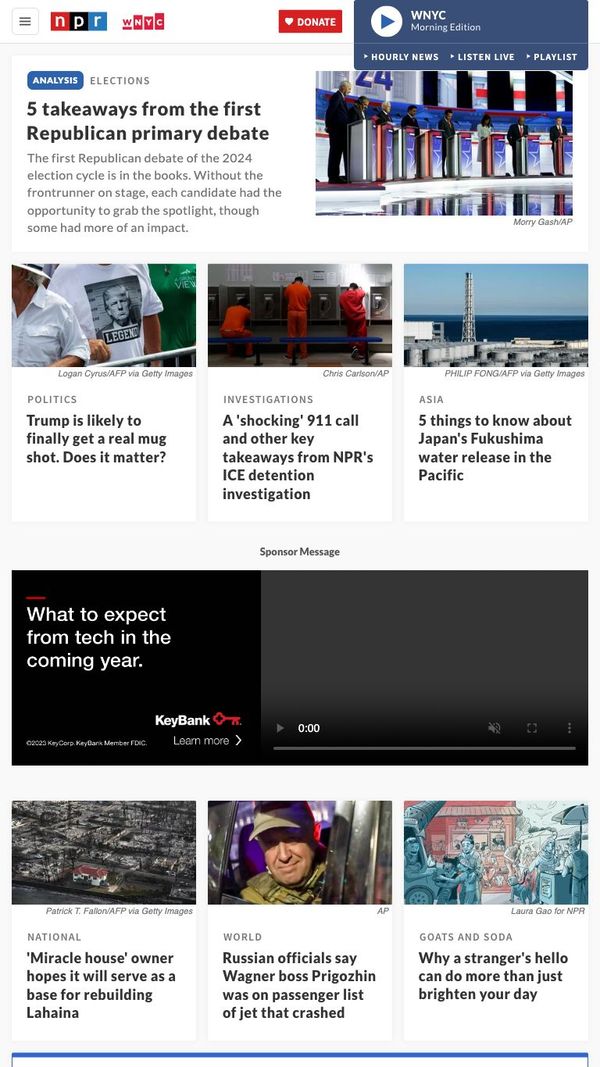 npr
WNYC
DONATE
WNYC
Morning Edition
HOURLY NEWS
LISTEN LIVE
PLAYLIST
ANALYSIS ELECTIONS
5 takeaways from the first
Republican primary debate
The first Republican debate of the 2024
election cycle is in the books. Without the
frontrunner on stage, each candidate had the
opportunity to grab the spotlight, though
some had more of an impact.
24
Morry Gash/AP
LEGEND
VIEW
Logan Cyrus/AFP via Getty Images
POLITICS
Trump is likely to
finally get a real mug
shot. Does it matter?
Chris Carlson/AP
INVESTIGATIONS
A 'shocking' 911 call
and other key
takeaways from NPR's
ICE detention
investigation
PHILIP FONG/AFP via Getty Images
ASIA
5 things to know about
Japan's Fukushima
water release in the
Pacific
Sponsor Message
What to expect
from tech in the
coming year.
KeyBank
Learn more
©2023 KeyCorp. KeyBank Member FDIC.
0:00
Patrick T. Fallon/AFP via Getty Images
NATIONAL
'Miracle house' owner
hopes it will serve as a
base for rebuilding
Lahaina
AP
WORLD
Russian officials say
Wagner boss Prigozhin
was on passenger list
of jet that crashed
Laura Gao for NPR
GOATS AND SODA
Why a stranger's hello
can do more than just
brighten your day